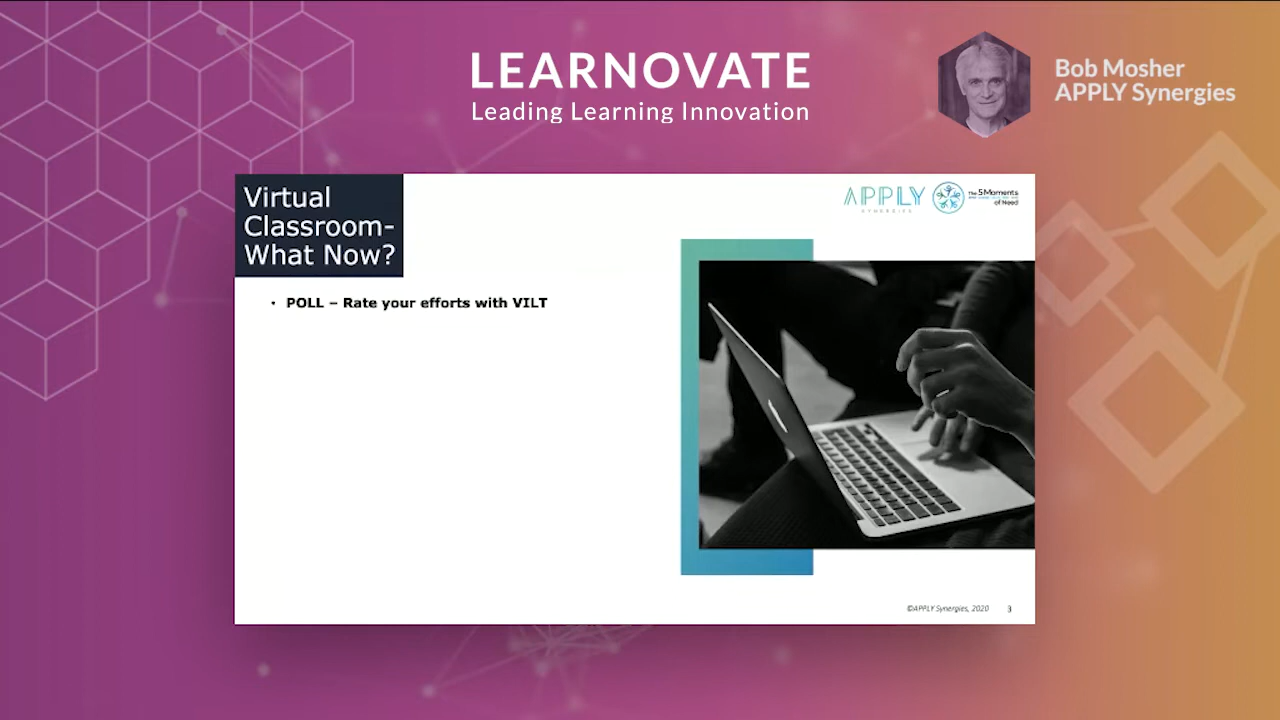 LEARNOVATE
Leading Learning Innovation
Bob Mosher
APPLY Synergies
Virtual
Classroom-
What Now?
APPLY
SYNERGIES
The 5 Moments
of Need
• POLL – Rate your efforts with VILT
©APPLY Synergies, 2020 3